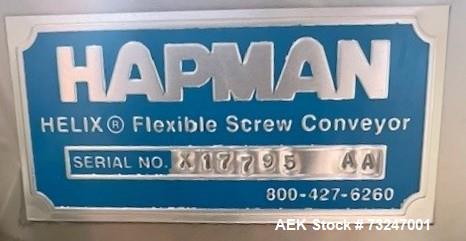 HAPMAN
HELIX® Flexible Screw Conveyor
SERIAL NO. X17795 AA
800-427-6260
AEK Stock # 73247001